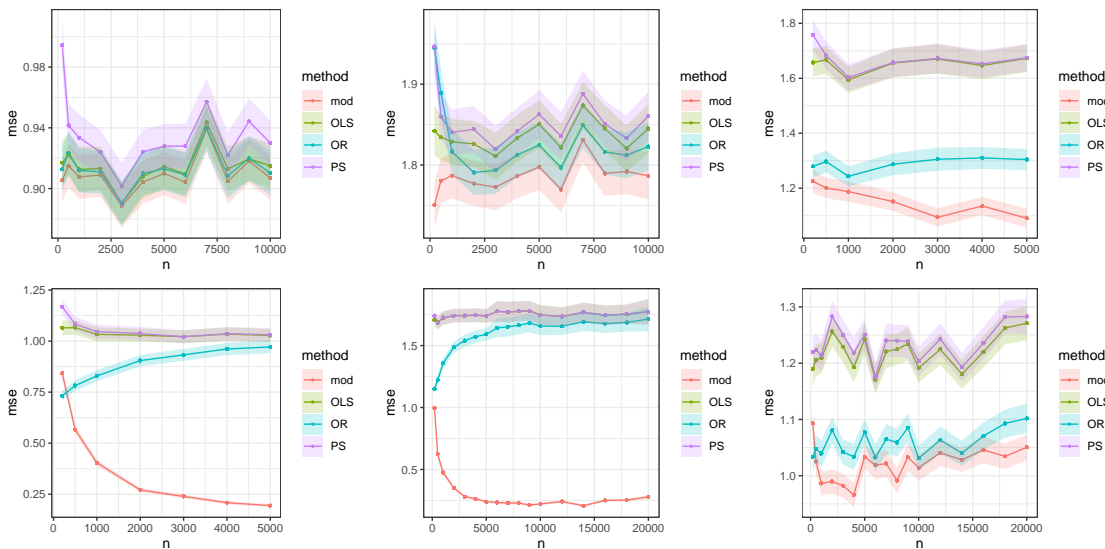 mse
0.98
0.94
0.90
0 2500 5000 7500 10000
n
method
mod
OLS
OR
PS
mse
1.9
1.8
0 2500 5000 7500 10000
n
method
mod
OLS
OR
PS
mse
1.8
1.6
1.4
1.2
0 1000 2000 3000 4000 5000
n
method
mod
OLS
OR
PS
mse
1.25
1.00
0.75
0.50
0.25
0 1000 2000 3000 4000 5000
n
method
mod
OLS
OR
PS
mse
1.5
1.0
0.5
0 5000 10000 15000 20000
n
method
mod
OLS
OR
PS
mse
1.3
1.2
1.1
1.0
0 5000 10000 15000 20000
n
method
mod
OLS
OR
PS